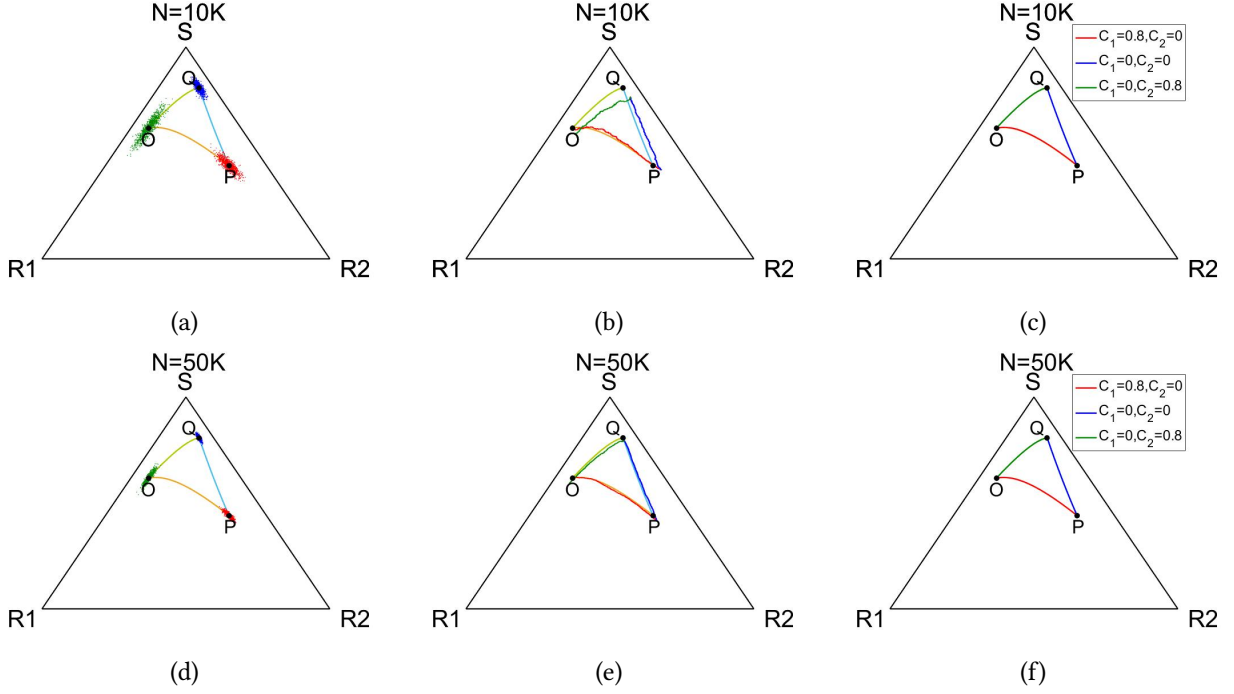 N=10K
S
Q
O
P
R1
R2
(a)
N=10K
S
Q
O
P
R1
R2
(b)
N=10K
S
C1=0.8,C2=0
C1=0,C2=0
C1=0,C2=0.8
Q
O
P
R1
R2
(c)
N=50K
S
Q
O
P
R1
R2
(d)
N=50K
S
Q
O
P
R1
R2
(e)
N=50K
S
C1=0.8,C2=0
C1=0,C2=0
C1=0,C2=0.8
Q
O
P
R1
R2
(f)